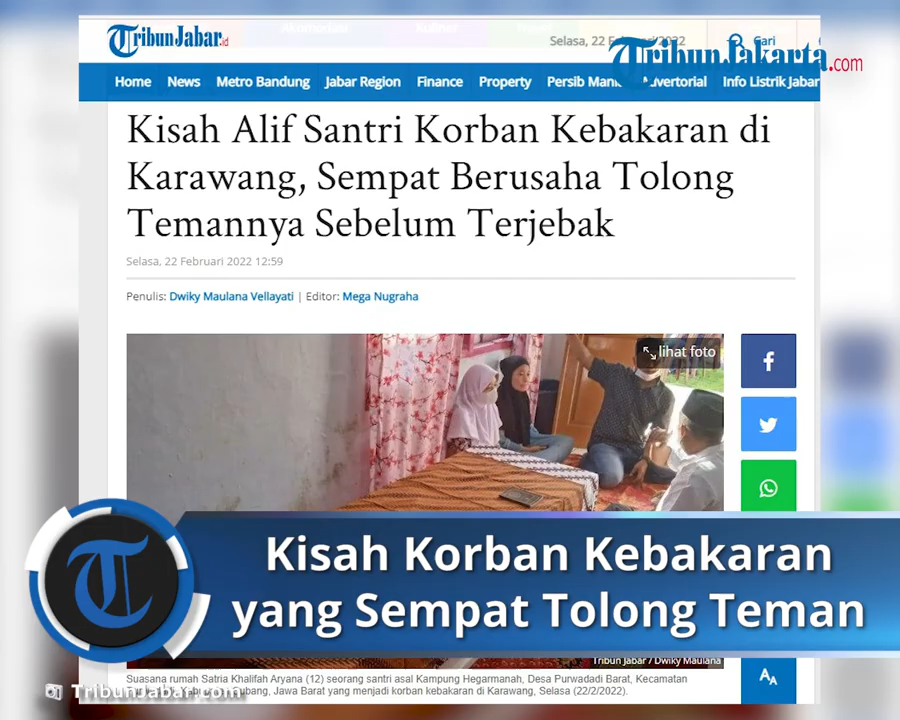 TribunJabar.id
Selasa, 22 Februari 2022
Cari
TribunJakarta.com
Home News Metro Bandung Jabar Region Finance Property Persib Mania Advertorial Info Listrik Jabar
Kisah Alif Santri Korban Kebakaran di
Karawang, Sempat Berusaha Tolong
Temannya Sebelum Terjebak
Selasa, 22 Februari 2022 12:59
Penulis: Dwiky Maulana Vellayati | Editor: Mega Nugraha
lihat foto
Kisah Korban Kebakaran
yang Sempat Tolong Teman
Tribun Jabar / Dwiky Maulana
Suasana rumah Satria Khalifah Aryana (12) seorang santri asal Kampung Hegarmanah, Desa Purwadadi Barat, Kecamatan
Jawa Barat yang menjadi korban kebakaran di Karawang, Selasa (22/2/2022).
TribunJabar.com
AA